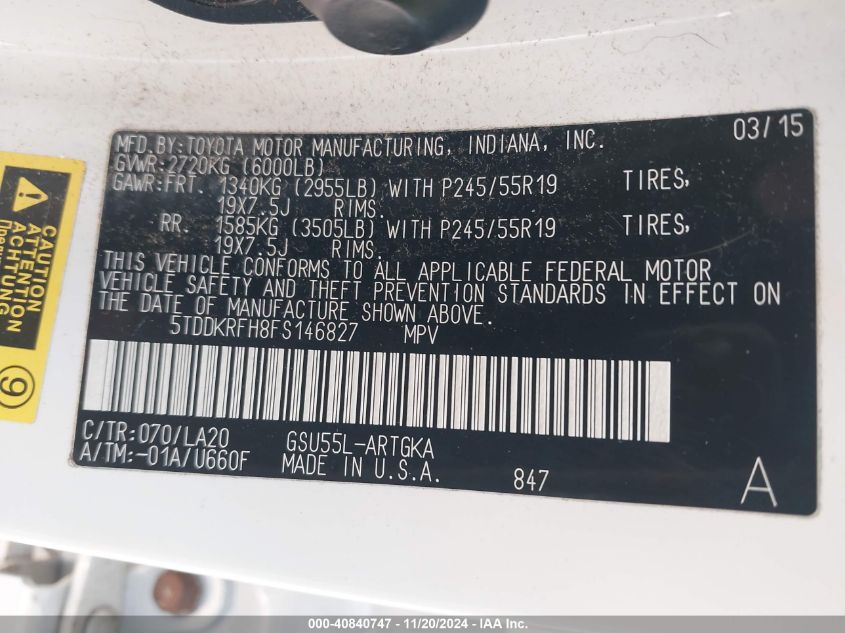 MFD. BY: TOYOTA MOTOR MANUFACTURING, INDIANA, INC. 03/15
GVWR: 2720KG (6000LB)
GAWR: FRT. 1340KG (2955LB) WITH P245/55R19 TIRES,
19X7.5J RIMS.
RR. 1585KG (3505LB) WITH P245/55R19 TIRES,
19X7.5J RIMS.
THIS VEHICLE CONFORMS TO ALL APPLICABLE FEDERAL MOTOR
VEHICLE SAFETY AND THEFT PREVENTION STANDARDS IN EFFECT ON
THE DATE OF MANUFACTURE SHOWN ABOVE.
5TDDKRFH8FS146827 MPV
C/TR: 070/LA20 GSU55L-ARTGKA
A/TM: -01A/U660F MADE IN U.S.A. 847 A
CAUTION
ATTENTION
ACHTUNG
9
000-40840747 - 11/20/2024 - IAA Inc.